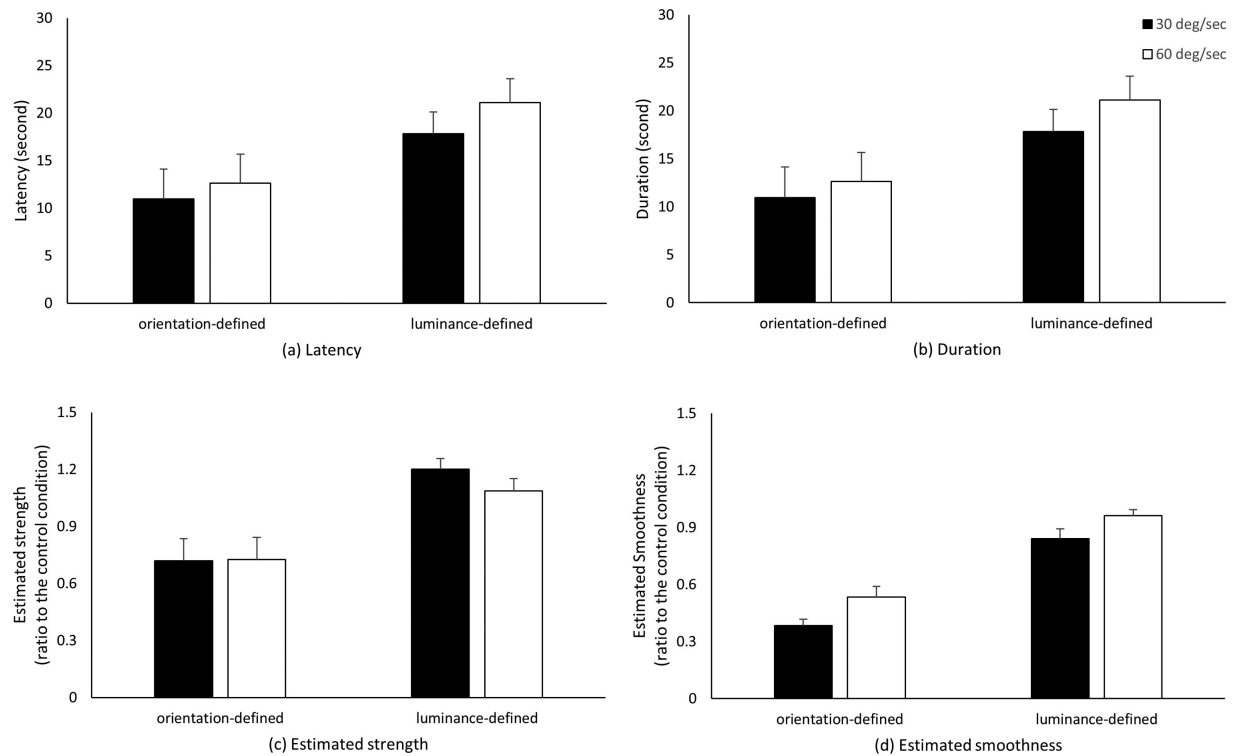 30
25
20
15
10
5
0
Latency (second)
orientation-defined
luminance-defined
(a) Latency
30
25
20
15
10
5
0
Duration (scond)
30 deg/sec
60 deg/sec
orientation-defined
luminance-defined
(b) Duration
1.5
1.2
0.9
0.6
0.3
0
Estimated strength
(ratio to the control condition)
orientation-defined
luminance-defined
(c) Estimated strength
1.5
1.2
0.9
0.6
0.3
0
Estimated Smoothness
(ratio to the control condition)
orientation-defined
luminance-defined
(d) Estimated smoothness